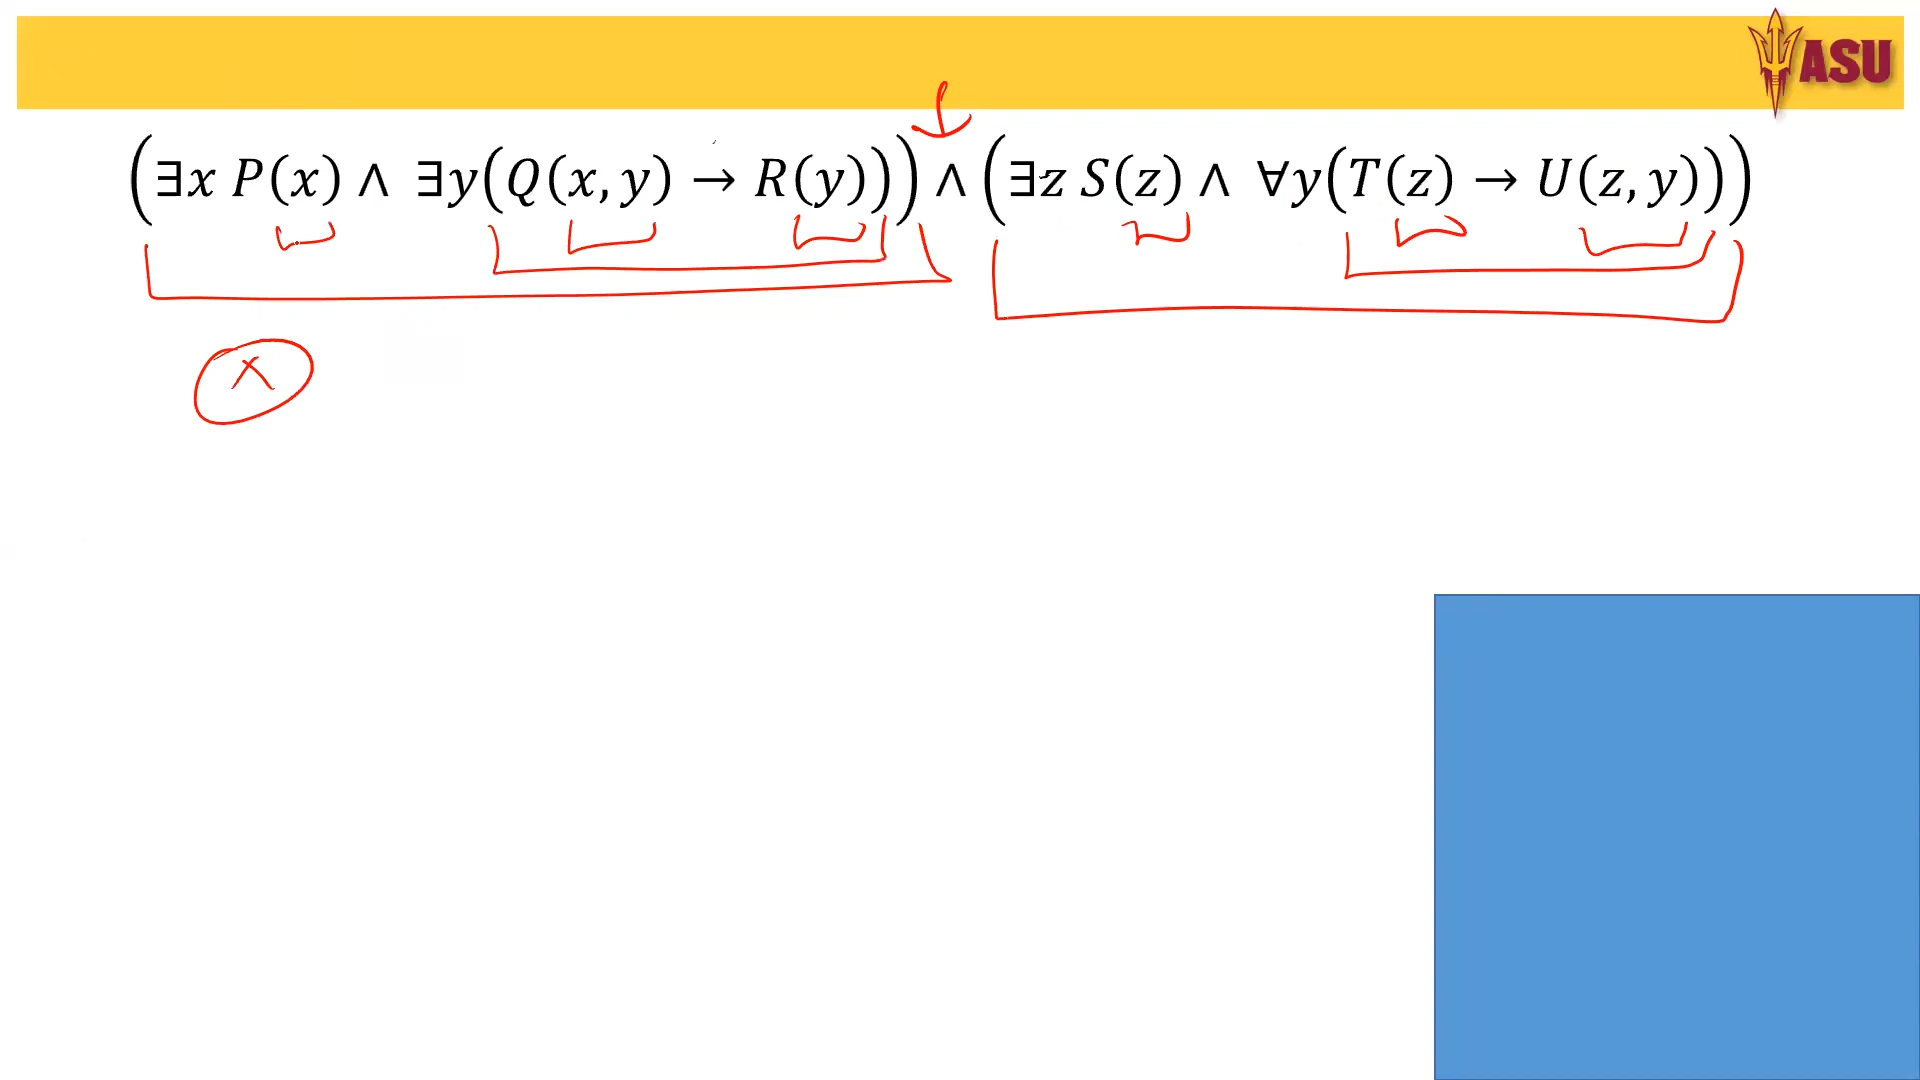 ASU
(∃x P(x) ∧ ∃y(Q(x, y) → R(y))) ∧ (∃z S(z) ∧ ∀y(T(z) → U(z, y)))
x